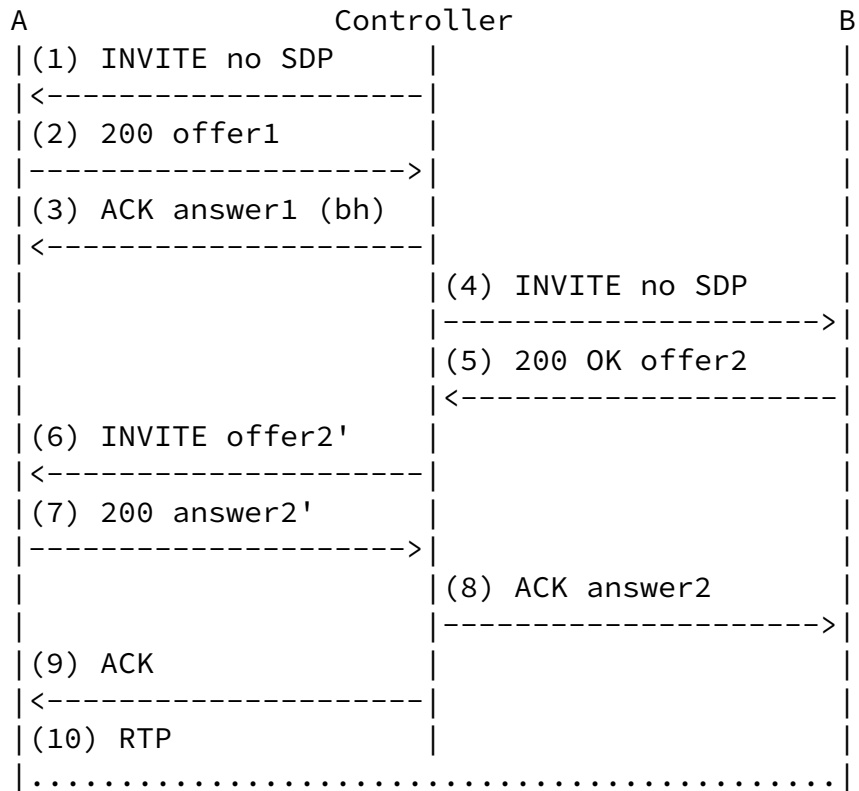 A Controller B
(1) INVITE no SDP
(2) 200 offer1
(3) ACK answer1 (bh)
(4) INVITE no SDP
(5) 200 OK offer2
(6) INVITE offer2'
(7) 200 answer2'
(8) ACK answer2
(9) ACK
(10) RTP